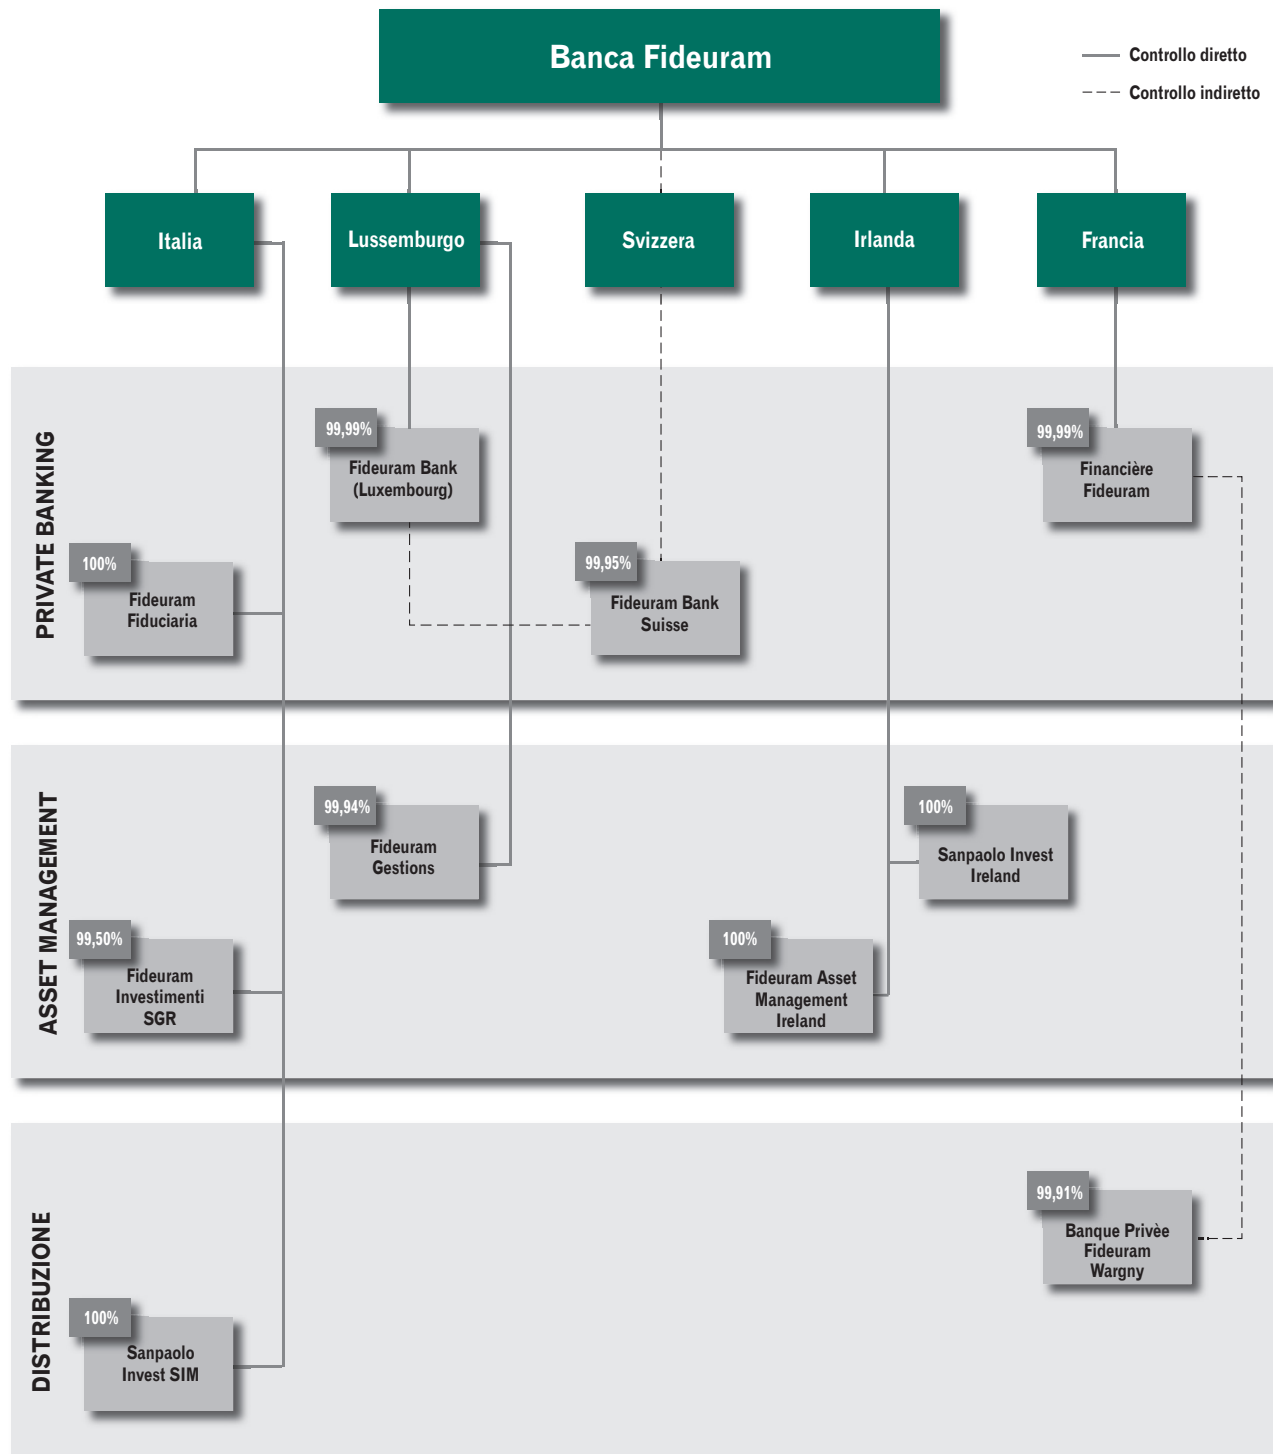 Banca Fideuram
Controllo diretto
Controllo indiretto
Italia
Lussemburgo
Svizzera
Irlanda
Francia
PRIVATE BANKING
99,99%
Fideuram Bank
(Luxembourg)
99,99%
Financière
Fideuram
100%
Fideuram
Fiduciaria
99,95%
Fideuram Bank
Suisse
ASSET MANAGEMENT
99,94%
Fideuram
Gestions
100%
Sanpaolo Invest
Ireland
99,50%
Fideuram
Investimenti
SGR
100%
Fideuram Asset
Management
Ireland
DISTRIBUZIONE
99,91%
Banque Privèe
Fideuram
Wargny
100%
Sanpaolo
Invest SIM